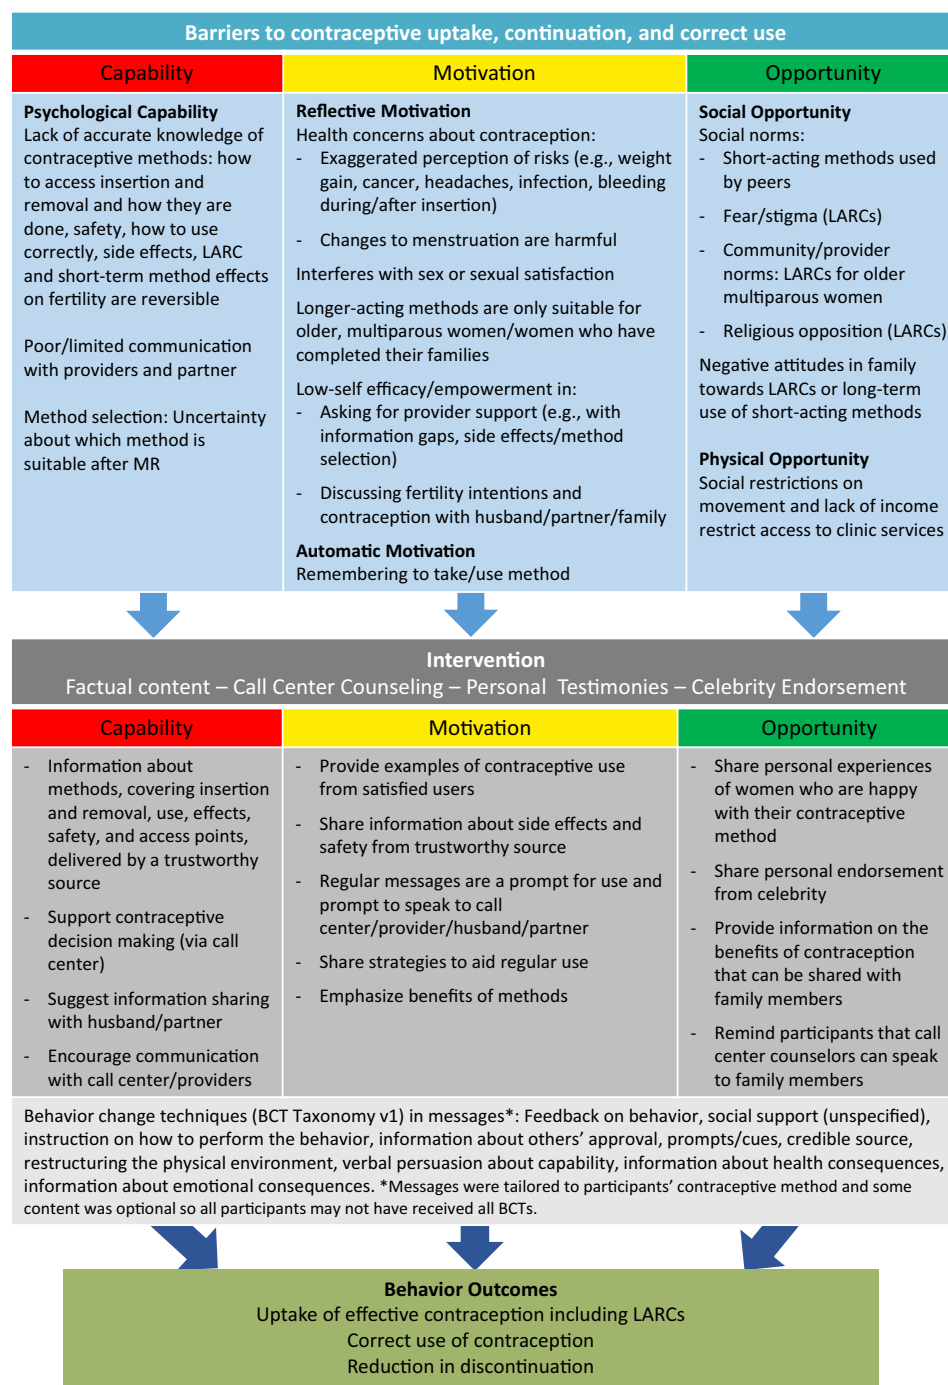 Barriers to contraceptive uptake, continuation, and correct use
Capability
Motivation
Opportunity
Psychological Capability
Lack of accurate knowledge of
contraceptive methods: how
to access insertion and
removal and how they are
done, safety, how to use
correctly, side effects, LARC
and short-term method effects
on fertility are reversible
Poor/limited communication
with providers and partner
Method selection: Uncertainty
about which method is
suitable after MR
Reflective Motivation
Health concerns about contraception:
- Exaggerated perception of risks (e.g., weight
gain, cancer, headaches, infection, bleeding
during/after insertion)
- Changes to menstruation are harmful
Interferes with sex or sexual satisfaction
Longer-acting methods are only suitable for
older, multiparous women/women who have
completed their families
Low-self efficacy/empowerment in:
- Asking for provider support (e.g., with
information gaps, side effects/method
selection)
- Discussing fertility intentions and
contraception with husband/partner/family
Automatic Motivation
Remembering to take/use method
Social Opportunity
Social norms:
- Short-acting methods used
by peers
- Fear/stigma (LARCs)
- Community/provider
norms: LARCs for older
multiparous women
- Religious opposition (LARCs)
Negative attitudes in family
towards LARCs or long-term
use of short-acting methods
Physical Opportunity
Social restrictions on
movement and lack of income
restrict access to clinic services
Intervention
Factual content – Call Center Counseling – Personal Testimonies – Celebrity Endorsement
Capability
Motivation
Opportunity
- Information about
methods, covering insertion
and removal, use, effects,
safety, and access points,
delivered by a trustworthy
source
- Support contraceptive
decision making (via call
center)
- Suggest information sharing
with husband/partner
- Encourage communication
with call center/providers
- Provide examples of contraceptive use
from satisfied users
- Share information about side effects and
safety from trustworthy source
- Regular messages are a prompt for use and
prompt to speak to call
center/provider/husband/partner
- Share strategies to aid regular use
- Emphasize benefits of methods
- Share personal experiences
of women who are happy
with their contraceptive
method
- Share personal endorsement
from celebrity
- Provide information on the
benefits of contraception
that can be shared with
family members
- Remind participants that call
center counselors can speak
to family members
Behavior change techniques (BCT Taxonomy v1) in messages*: Feedback on behavior, social support (unspecified),
instruction on how to perform the behavior, information about others’ approval, prompts/cues, credible source,
restructuring the physical environment, verbal persuasion about capability, information about health consequences,
information about emotional consequences. *Messages were tailored to participants’ contraceptive method and some
content was optional so all participants may not have received all BCTs.
Behavior Outcomes
Uptake of effective contraception including LARCs
Correct use of contraception
Reduction in discontinuation